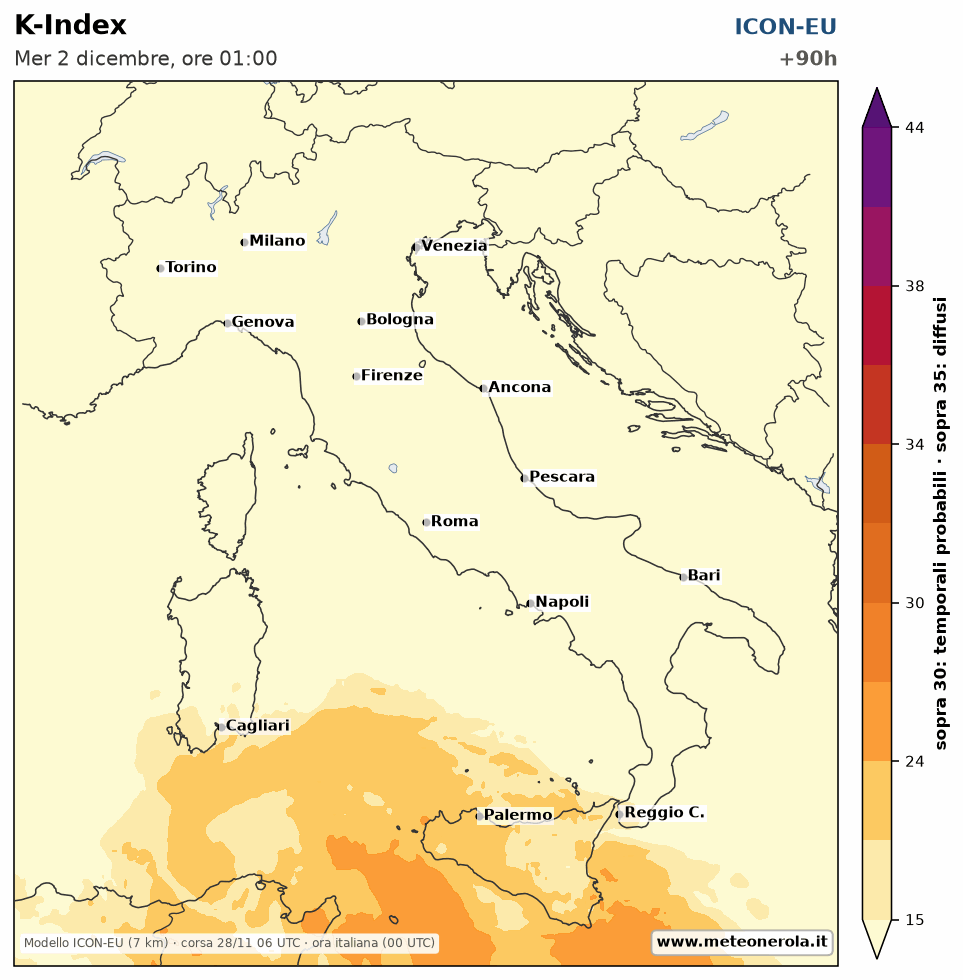 K-Index
ICON-EU
Mer 2 dicembre, ore 01:00
+90h
44
38
34
30
24
15
sopra 30: temporali probabili · sopra 35: diffusi
Milano
Venezia
Torino
Genova
Bologna
Firenze
Ancona
Pescara
Roma
Bari
Napoli
Cagliari
Palermo
Reggio C.
Modello ICON-EU (7 km) · corsa 28/11 06 UTC · ora italiana (00 UTC)
www.meteonerola.it